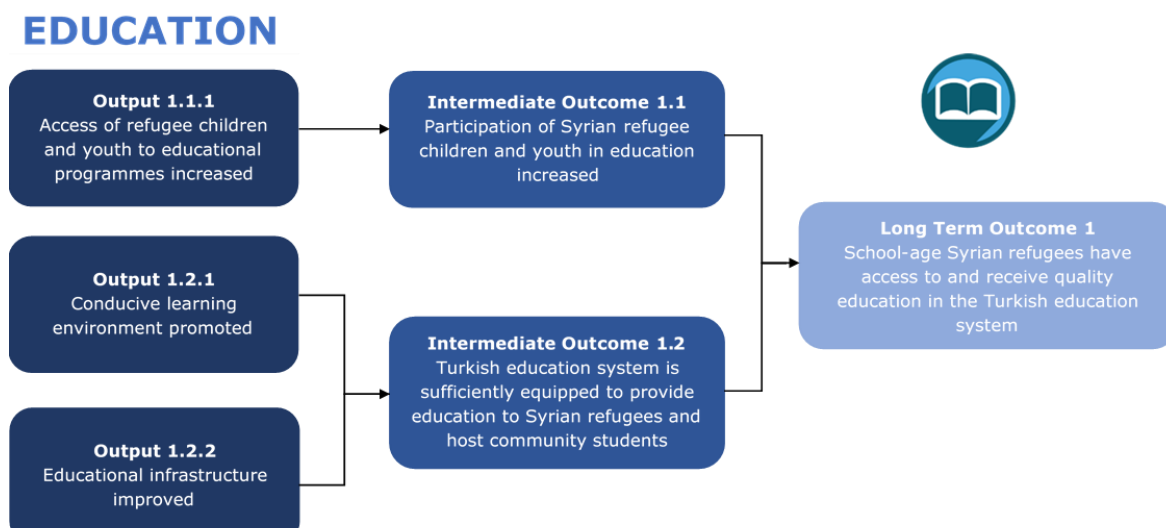 EDUCATION
Output 1.1.1
Access of refugee children
and youth to educational
programmes increased
Intermediate Outcome 1.1
Participation of Syrian refugee
children and youth in education
increased
Output 1.2.1
Conducive learning
environment promoted
Long Term Outcome 1
School-age Syrian refugees have
access to and receive quality
education in the Turkish education
system
Intermediate Outcome 1.2
Turkish education system is
sufficiently equipped to provide
education to Syrian refugees and
host community students
Output 1.2.2
Educational infrastructure
improved